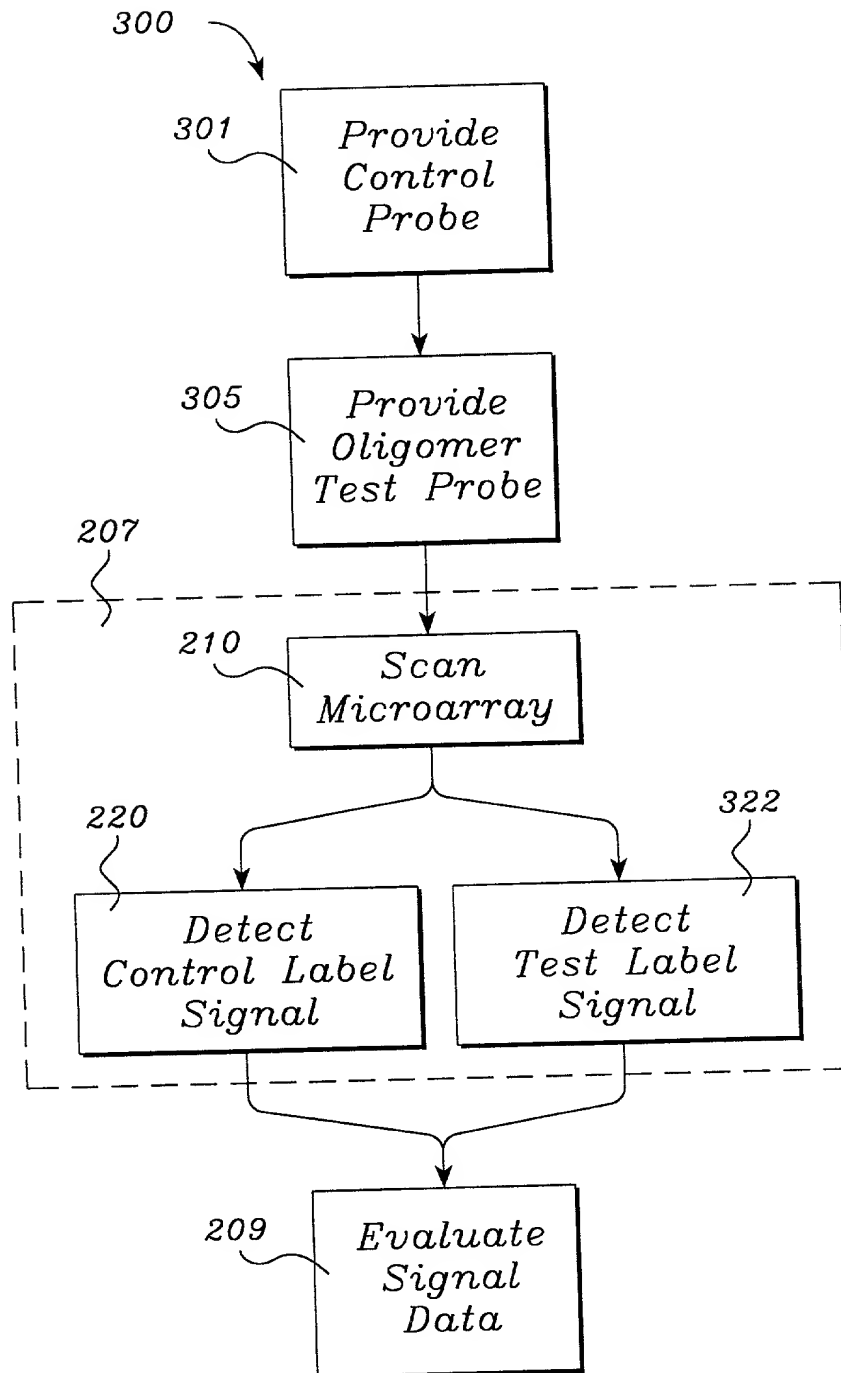 300
301
Provide
Control
Probe
305
Provide
Oligomer
Test Probe
207
210
Scan
Microarray
220
322
Detect
Control Label
Signal
Detect
Test Label
Signal
209
Evaluate
Signal
Data